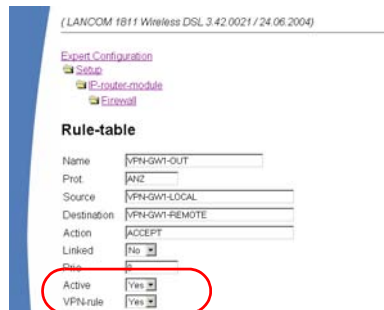 ( LANCOM 1811 Wireless DSL 3.42.0021 / 24.06.2004)
Expert Configuration
Setup
IP-router-module
Firewall
Rule-table
Name VPN-GW1-OUT
Prot. ANZ
Source VPN-GW1-LOCAL
Destination VPN-GW1-REMOTE
Action ACCEPT
Linked No
Prio
Active Yes
VPN-rule Yes